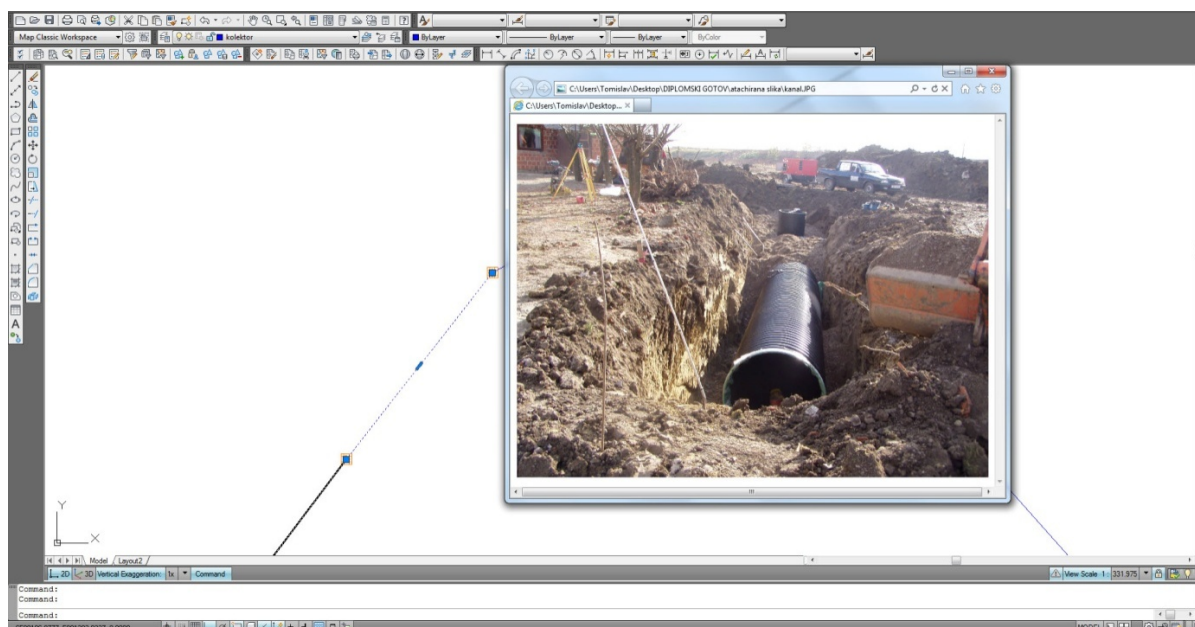 Map Classic Workspace
kolektor
ByLayer
ByLayer
ByLayer
ByColor
C:\Users\Tomislav\Desktop\DIPLOMSKI GOTOV\atachirana slika\kanal.JPG
C:\Users\Tomislav\Desktop...
Y
X
A
Model
Layout2
2D
3D
Vertical Exaggeration:
1x
Command
View Scale 1:
331.975
Command:
Command:
Command: